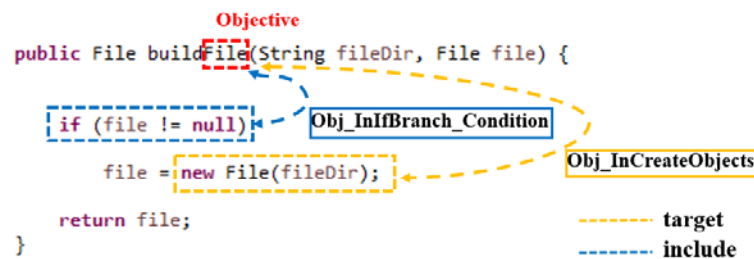 Objective
public File buildFile(String fileDir, File file) {
if (file != null)
Obj_InIfBranch_Condition
Obj_InCreateObjects
file = new File(fileDir);
return file;
target
}
include